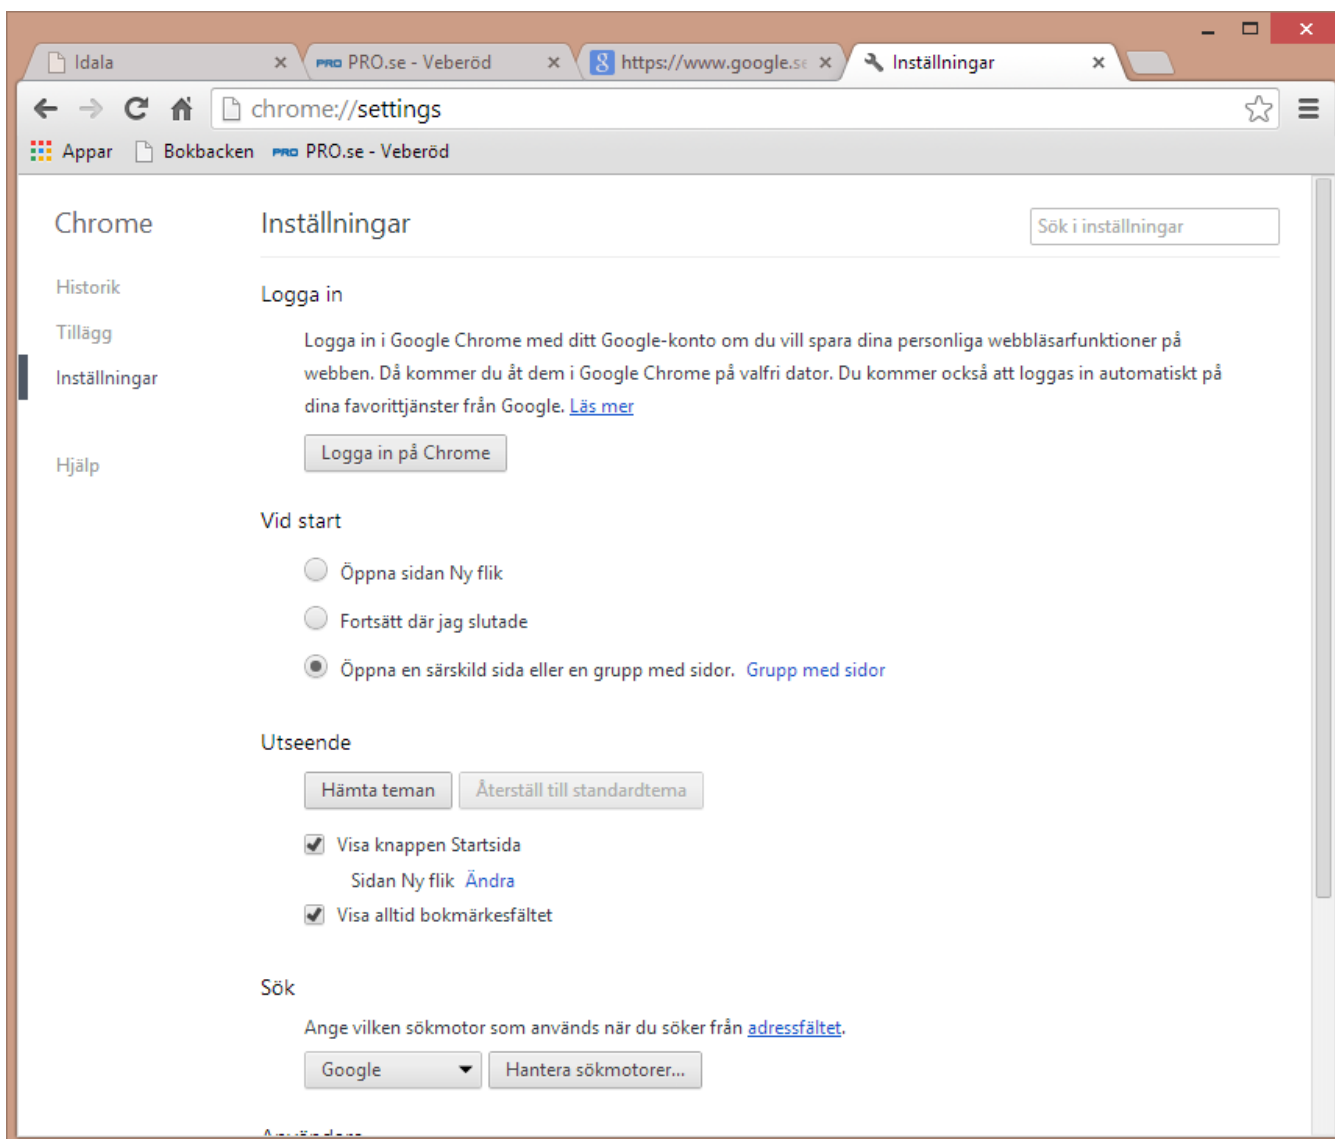 Idala
PRO PRO.se - Veberöd
8 https://www.google.se
Inställningar
chrome://settings
Appar
Bokbacken
PRO PRO.se - Veberöd
Chrome
Inställningar
Sök i inställningar
Historik
Tillägg
Inställningar
Hjälp
Logga in
Logga in i Google Chrome med ditt Google-konto om du vill spara dina personliga webbläsarfunktioner på
webben. Då kommer du åt dem i Google Chrome på valfri dator. Du kommer också att loggas in automatiskt på
dina favorittjänster från Google. Läs mer
Logga in på Chrome
Vid start
Öppna sidan Ny flik
Fortsätt där jag slutade
Öppna en särskild sida eller en grupp med sidor. Grupp med sidor
Utseende
Hämta teman
Återställ till standardtema
Visa knappen Startsida
Sidan Ny flik Ändra
Visa alltid bokmärkesfältet
Sök
Ange vilken sökmotor som används när du söker från adressfältet.
Google
Hantera sökmotorer...